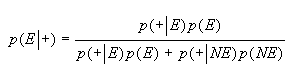 p(E|+) = p(+|E)p(E) / p(+|E)p(E) + p(+|NE)p(NE)